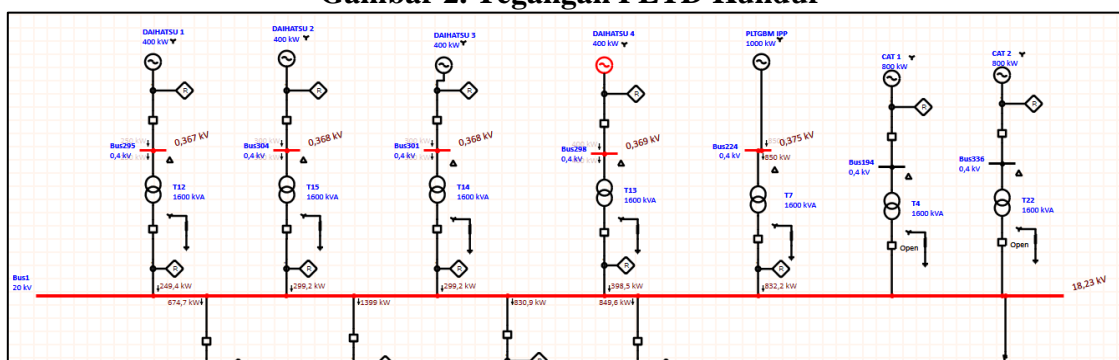 Gambar 2. Tegangan PLTD Kundur
DAIHATSU 1
400 kW
DAIHATSU 2
400 kW
DAIHATSU 3
400 kW
DAIHATSU 4
400 kW
PLTGBM IPP
1000 kW
CAT 1
800 kW
CAT 2
800 kW
R
R
R
R
R
R
R
Bus295
0,4 kV
0,367 kV
Bus304
0,4 kV
0,368 kV
Bus301
0,4 kV
0,368 kV
Bus298
0,4 kV
0,369 kV
Bus224
0,4 kV
0,375 kV
850 kW
Bus194
0,4 kV
Bus336
0,4 kV
T12
1600 kVA
T15
1600 kVA
T14
1600 kVA
T13
1600 kVA
T7
1600 kVA
T4
1600 kVA
T22
1600 kVA
Open
Open
R
R
R
R
R
Bus1
20 kV
249,4 kW
299,2 kW
299,2 kW
398,5 kW
832,2 kW
18,23 kV
674,7 kW
1399 kW
830,9 kW
849,6 kW